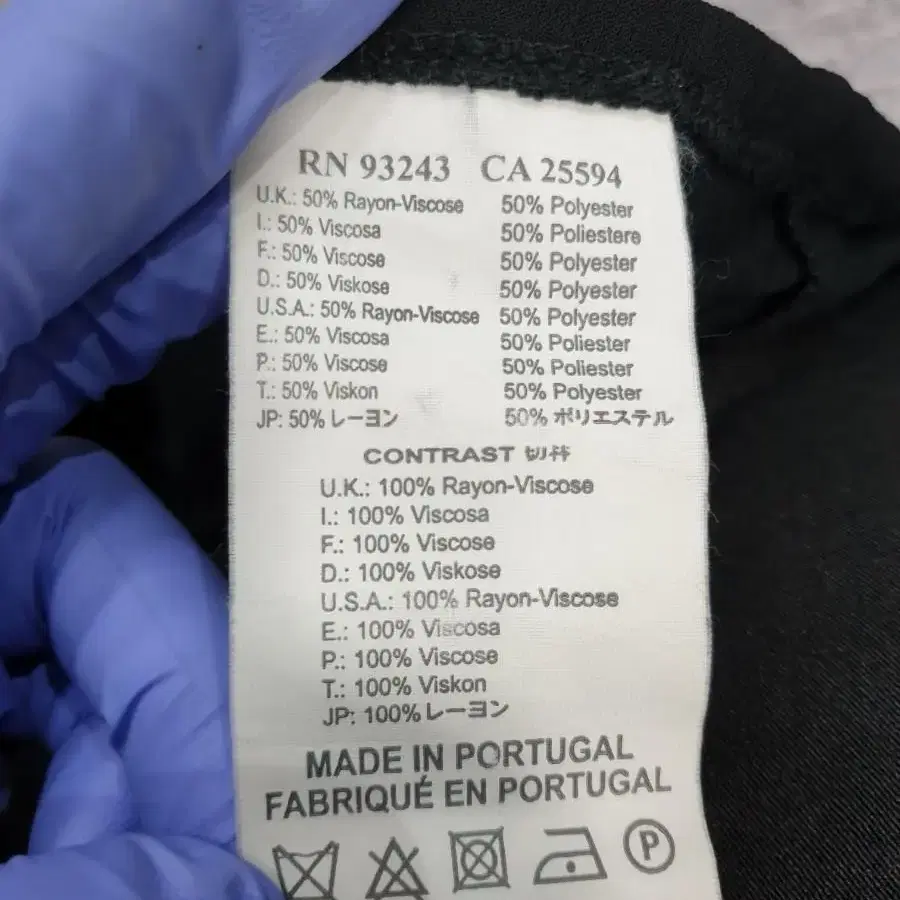 RN 93243 CA 25594
U.K.: 50% Rayon-Viscose 50% Polyester
I.: 50% Viscosa 50% Poliestere
F.: 50% Viscose 50% Polyester
D.: 50% Viskose 50% Polyester
U.S.A.: 50% Rayon-Viscose 50% Polyester
E.: 50% Viscosa 50% Poliester
P.: 50% Viscose 50% Poliester
T.: 50% Viskon 50% Polyester
JP: 50% レーヨン 50% ポリエステル
CONTRAST 切替
U.K.: 100% Rayon-Viscose
I.: 100% Viscosa
F.: 100% Viscose
D.: 100% Viskose
U.S.A.: 100% Rayon-Viscose
E.: 100% Viscosa
P.: 100% Viscose
T.: 100% Viskon
JP: 100% レーヨン
MADE IN PORTUGAL
FABRIQUÉ EN PORTUGAL
P